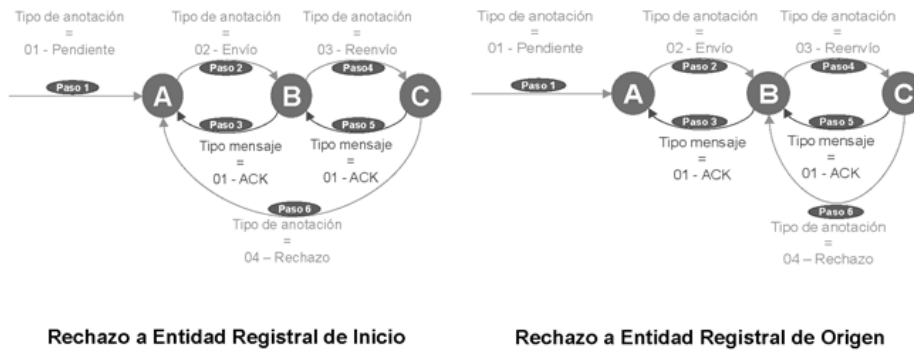 Tipo de anotación
=
01 - Pendiente
Tipo de anotación
=
02 - Envío
Tipo de anotación
=
03 - Reenvío
Paso 1
Paso 2
Paso4
A
B
C
Paso 3
Paso 5
Tipo mensaje
=
01 - ACK
Tipo mensaje
=
01 - ACK
Paso 6
Tipo de anotación
=
04 – Rechazo
Rechazo a Entidad Registral de Inicio
Tipo de anotación
=
01 - Pendiente
Tipo de anotación
=
02 - Envío
Tipo de anotación
=
03 - Reenvío
Paso 1
Paso 2
Paso4
A
B
C
Paso 3
Paso 5
Tipo mensaje
=
01 - ACK
Tipo mensaje
=
01 - ACK
Paso 6
Tipo de anotación
=
04 – Rechazo
Rechazo a Entidad Registral de Origen